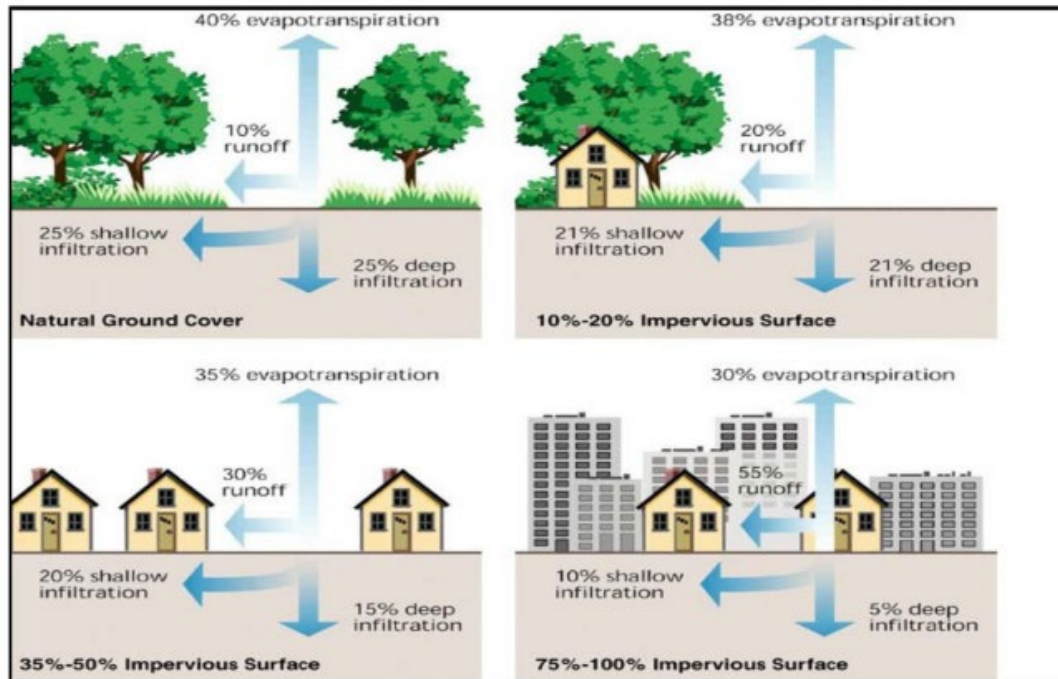 40% evapotranspiration
10%
runoff
25% shallow
infiltration
25% deep
infiltration
Natural Ground Cover
38% evapotranspiration
20%
runoff
21% shallow
infiltration
21% deep
infiltration
10%-20% Impervious Surface
35% evapotranspiration
30%
runoff
20% shallow
infiltration
15% deep
infiltration
35%-50% Impervious Surface
30% evapotranspiration
55%
runoff
10% shallow
infiltration
5% deep
infiltration
75%-100% Impervious Surface